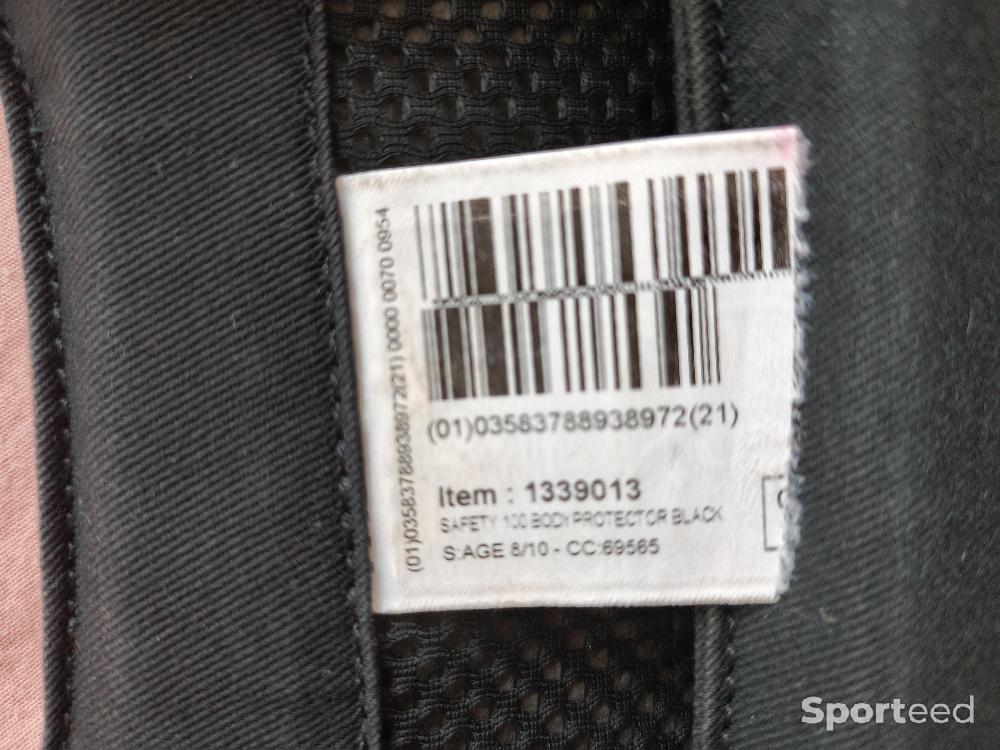 (01)03583788938972(21) 0000 0070 0954
(01)03583788938972(21)
Item : 1339013
SAFETY 100 BODY PROTECTOR BLACK
S:AGE 8/10 - CC:69565
Sporteed